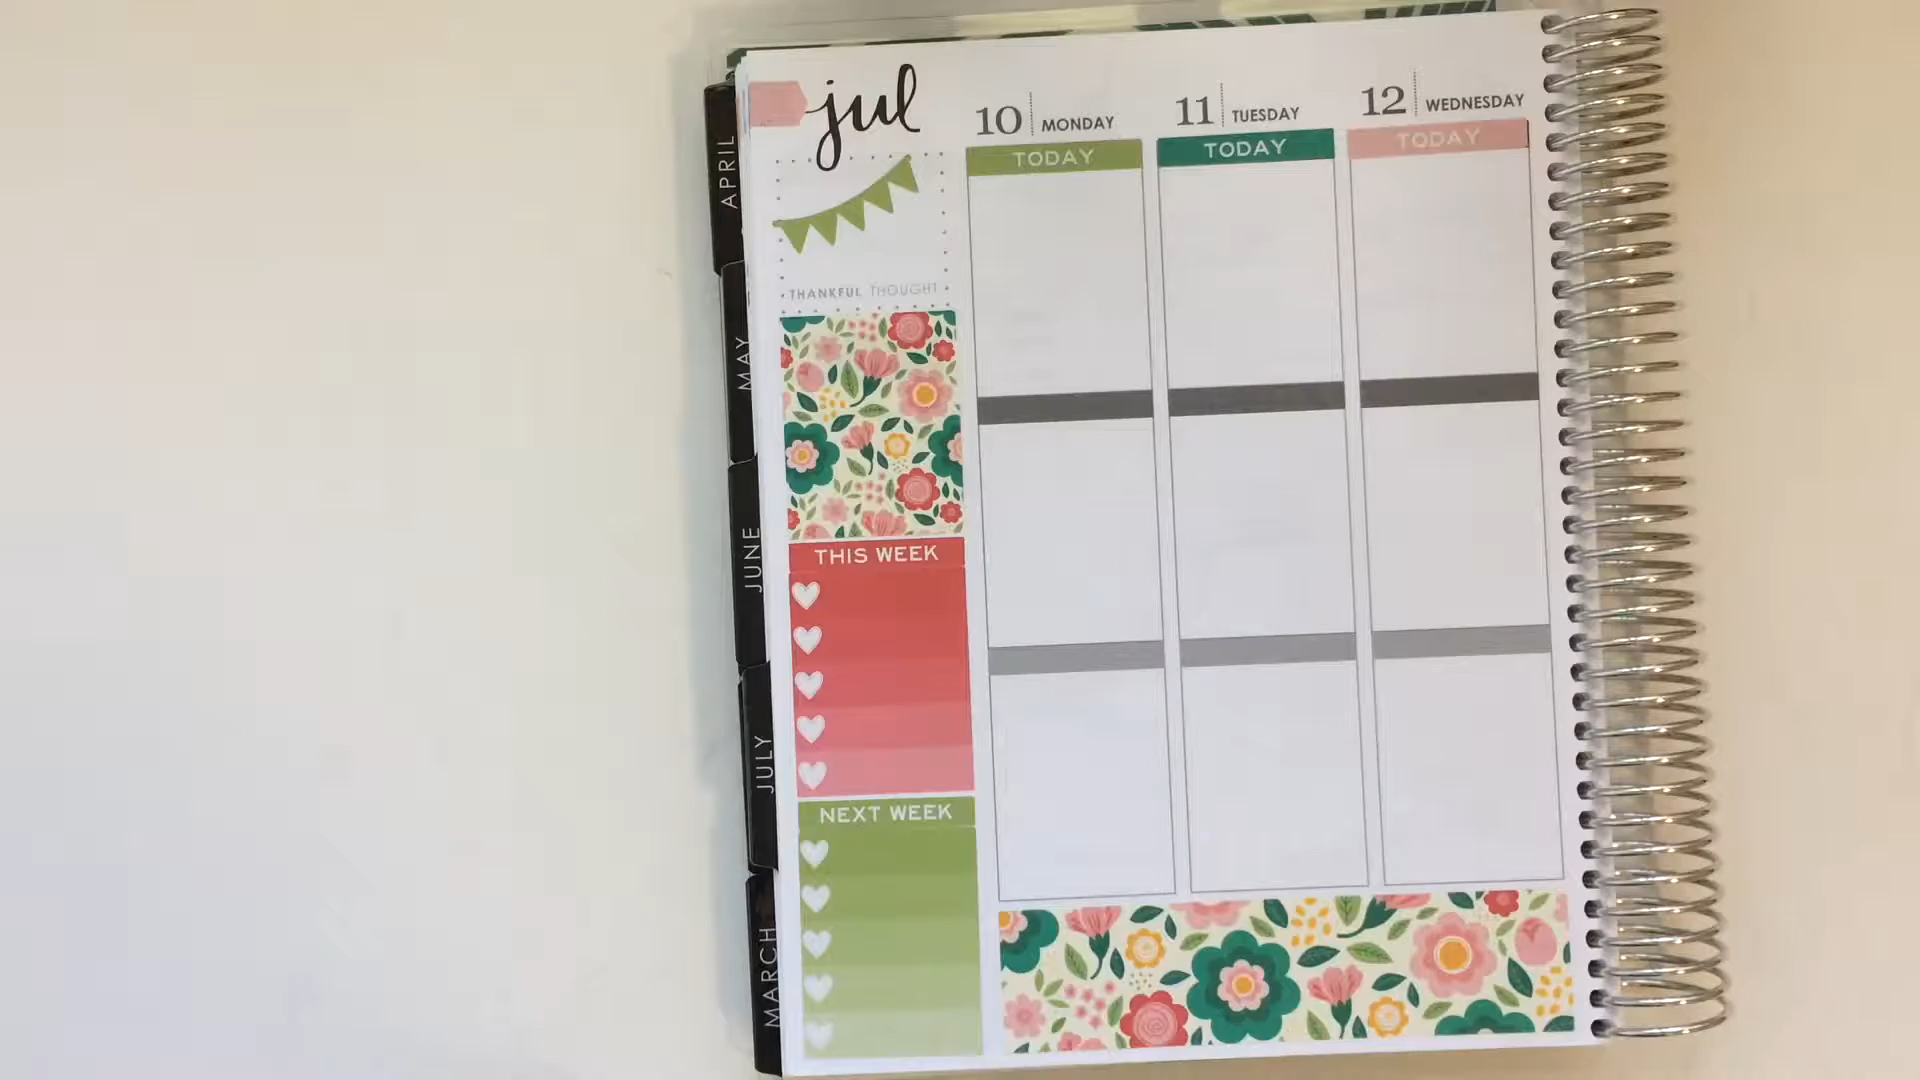 jul
10 MONDAY
11 TUESDAY
12 WEDNESDAY
TODAY
TODAY
TODAY
THANKFUL THOUGHT
THIS WEEK
NEXT WEEK
APRIL
MAY
JUNE
JULY
MARCH